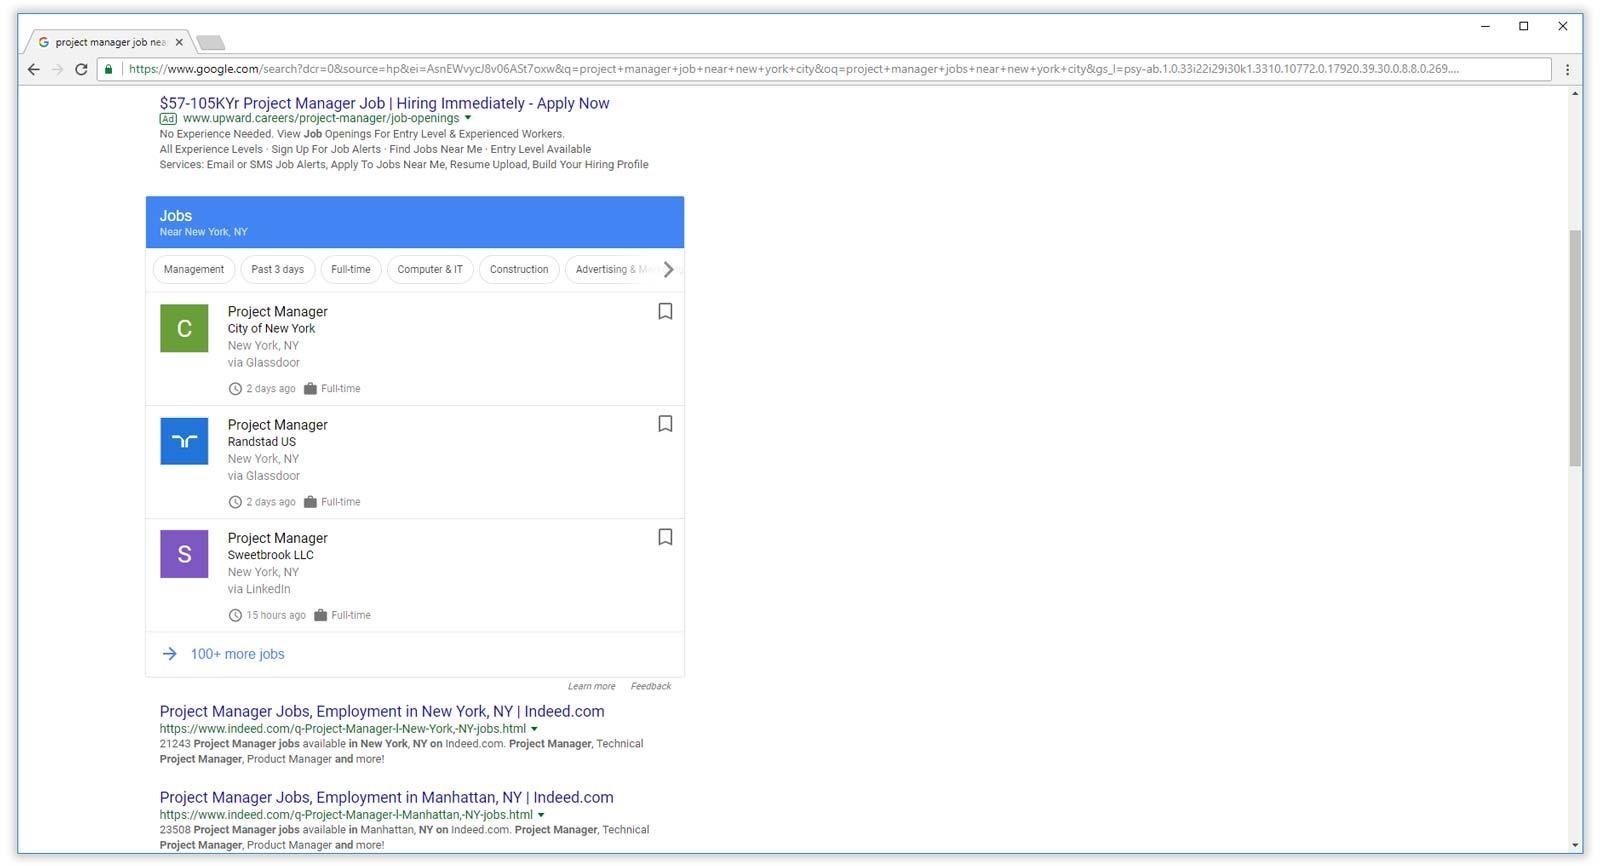 project manager job nea
https://www.google.com/search?dcr=0&source=hp&ei=AsnEWvycJ8v06ASt7oxw&q=project+manager+job+near+new+york+city&oq=project+manager+jobs+near+new+york+city&gs_l=psy-ab.1.0.33i22i29i30k1.3310.10772.0.17920.39.30.0.8.8.0.269....
$57-105KYr Project Manager Job | Hiring Immediately - Apply Now
Ad www.upward.careers/project-manager/job-openings
No Experience Needed. View Job Openings For Entry Level & Experienced Workers.
All Experience Levels · Sign Up For Job Alerts · Find Jobs Near Me · Entry Level Available
Services: Email or SMS Job Alerts, Apply To Jobs Near Me, Resume Upload, Build Your Hiring Profile
Jobs
Near New York, NY
Management Past 3 days Full-time Computer & IT Construction Advertising &
C
Project Manager
City of New York
New York, NY
via Glassdoor
2 days ago Full-time
Project Manager
Randstad US
New York, NY
via Glassdoor
2 days ago Full-time
S
Project Manager
Sweetbrook LLC
New York, NY
via LinkedIn
15 hours ago Full-time
100+ more jobs
Learn more Feedback
Project Manager Jobs, Employment in New York, NY | Indeed.com
https://www.indeed.com/q-Project-Manager-l-New-York,-NY-jobs.html
21243 Project Manager jobs available in New York, NY on Indeed.com. Project Manager, Technical
Project Manager, Product Manager and more!
Project Manager Jobs, Employment in Manhattan, NY | Indeed.com
https://www.indeed.com/q-Project-Manager-l-Manhattan,-NY-jobs.html
23508 Project Manager jobs available in Manhattan, NY on Indeed.com. Project Manager, Technical
Project Manager, Product Manager and more!